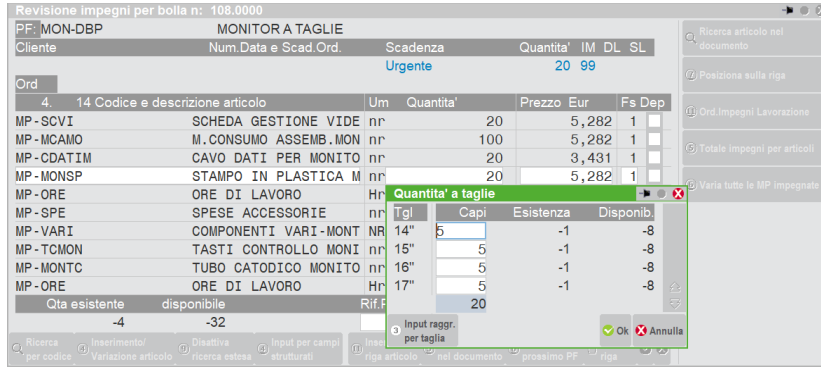 Revisione impegni per bolla n: 108.0000
PF: MON-DBP MONITOR A TAGLIE
Cliente Num.Data e Scad.Ord. Scadenza Quantita' IM DL SL
Urgente 20 99
Ord
4. 14 Codice e descrizione articolo Um Quantita' Prezzo Eur Fs Dep
MP-SCVI SCHEDA GESTIONE VIDE nr 20 5,282 1
MP-MCAMO M.CONSUMO ASSEMB.MON nr 100 5,282 1
MP-CDATIM CAVO DATI PER MONITO nr 20 3,431 1
MP-MONSP STAMPO IN PLASTICA M nr 20 5,282 1
MP-ORE ORE DI LAVORO Hr
MP-SPE SPESE ACCESSORIE nr
MP-VARI COMPONENTI VARI-MONT NR
MP-TCMON TASTI CONTROLLO MONI nr
MP-MONTC TUBO CATODICO MONITO nr
MP-ORE ORE DI LAVORO Hr
Qta esistente disponibile
-4 -32
Quantita' a taglie
Tgl Capi Esistenza Disponib.
14" 5 -1 -8
15" 5 -1 -8
16" 5 -1 -8
17" 5 -1 -8
20
3 Input raggr.
per taglia
Ok Annulla
Ricerca articolo nel
documento
Posiziona sulla riga
Ord.Impegni Lavorazione
Totale impegni per articoli
Varia tutte le MP Impegnate
Ricerca
per codice
Inserimento/
Variazione articolo
Disattiva
ricerca estesa
Input per campi
strutturati
riga articolo
nel documento
prossimo PF
riga